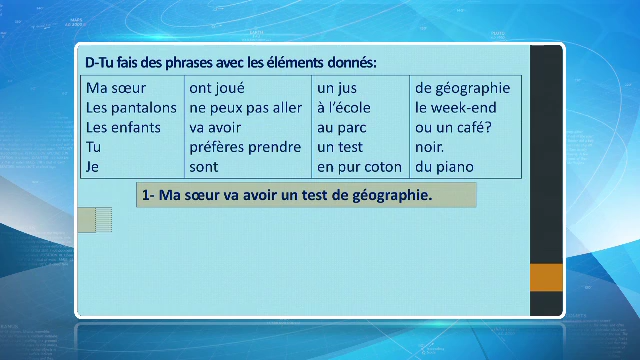 D-Tu fais des phrases avec les éléments donnés:
Ma sœur ont joué un jus de géographie
Les pantalons ne peux pas aller à l'école le week-end
Les enfants va avoir au parc ou un café?
Tu préfères prendre un test noir.
Je sont en pur coton du piano
1- Ma sœur va avoir un test de géographie.